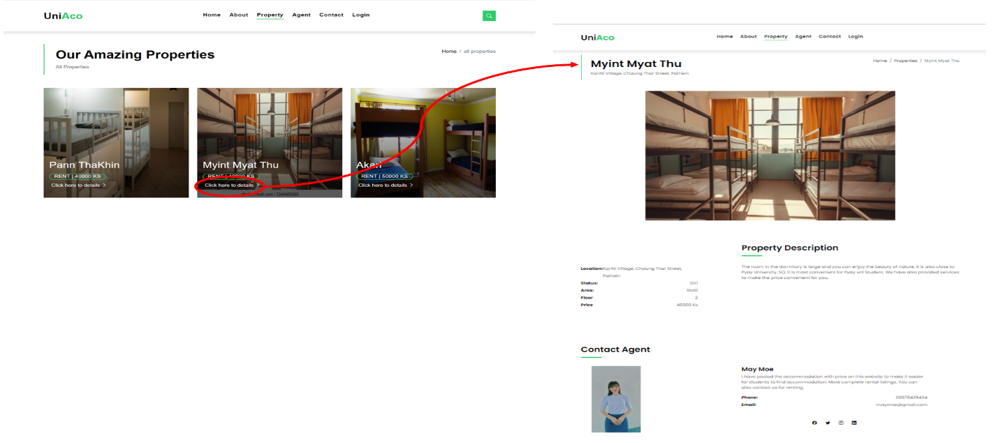 UniAco
Home About Property Agent Contact Login
Our Amazing Properties
Home / all properties
All Properties
Pann ThaKhin
RENT | 40000 KS
Click here to details >
Myint Myat Thu
RENT | 40000 KS
Click here to details >
Akari
RENT | 50000 KS
Click here to details >
UniAco
Home About Property Agent Contact Login
Myint Myat Thu
Home / Properties / Myint Myat Thu
KanNi Village, Chaung Thar Street, Pathein
Location:KanNi Village, Chaung Thar Street,
Pathein
Status: Girl
Area: 10x10
Floor 2
Price 40000 Ks
Property Description
The room in the dormitory is large and you can enjoy the beauty of nature. It is also close to
Pyay University. SO, it is most convenient for Pyay uni Student. We have also provided services
to make the price convenient for you.
Contact Agent
May Moe
I have posted the accommodation with price on this website to make it easier
for students to find accommodation. More complete rental listings. You can
also contact us for renting.
Phone: 09876435434
Email: maymoe@gmail.com